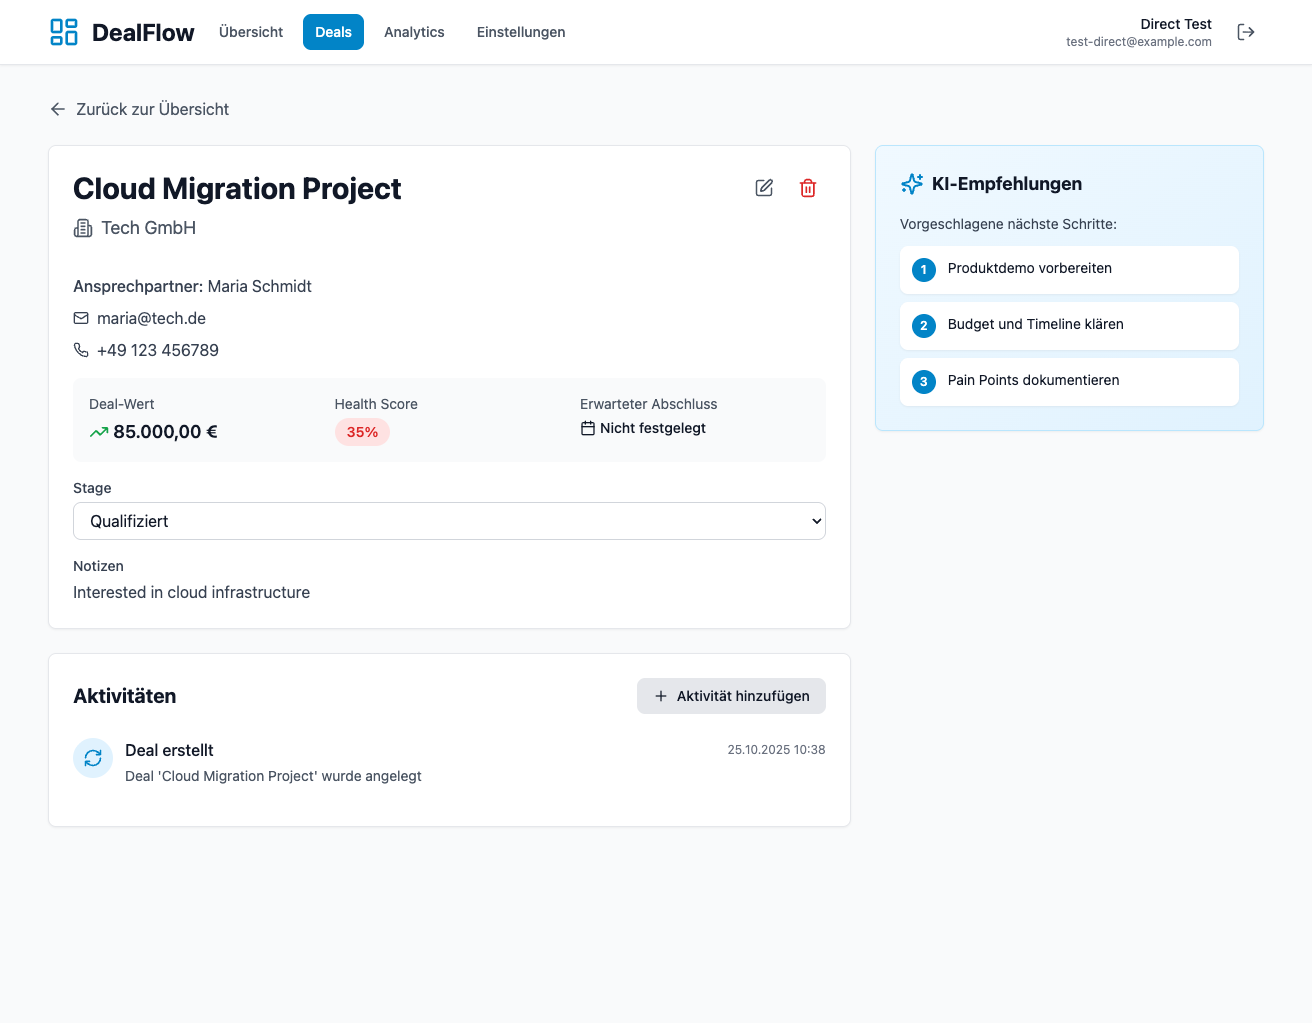 DealFlow
Übersicht
Deals
Analytics
Einstellungen
Direct Test
test-direct@example.com
Zurück zur Übersicht
Cloud Migration Project
Tech GmbH
Ansprechpartner: Maria Schmidt
maria@tech.de
+49 123 456789
Deal-Wert
85.000,00 €
Health Score
35%
Erwarteter Abschluss
Nicht festgelegt
Stage
Qualifiziert
Notizen
Interested in cloud infrastructure
Aktivitäten
Aktivität hinzufügen
Deal erstellt
25.10.2025 10:38
Deal 'Cloud Migration Project' wurde angelegt
KI-Empfehlungen
Vorgeschlagene nächste Schritte:
1 Produktdemo vorbereiten
2 Budget und Timeline klären
3 Pain Points dokumentieren